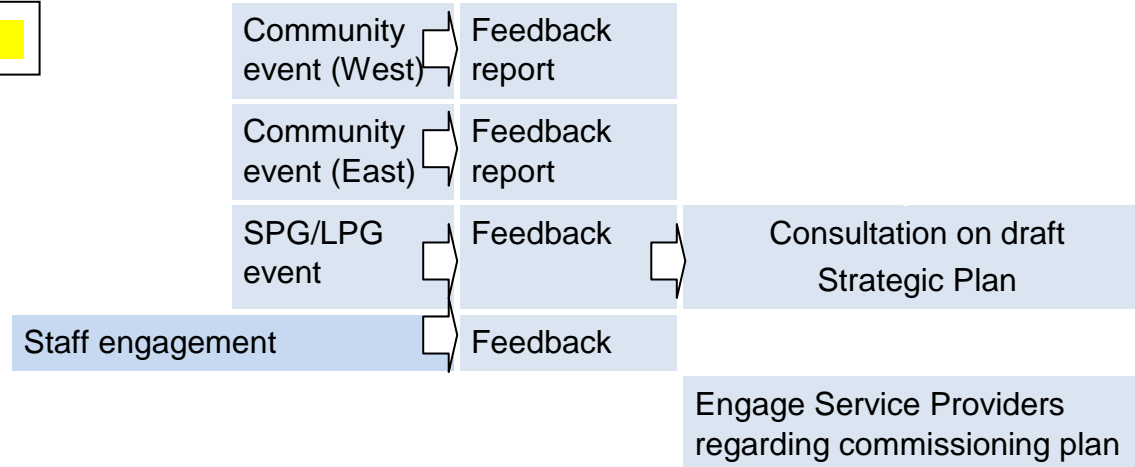 Community
event (West)
Feedback
report
Community
event (East)
Feedback
report
SPG/LPG
event
Feedback
Consultation on draft
Strategic Plan
Staff engagement
Feedback
Engage Service Providers
regarding commissioning plan